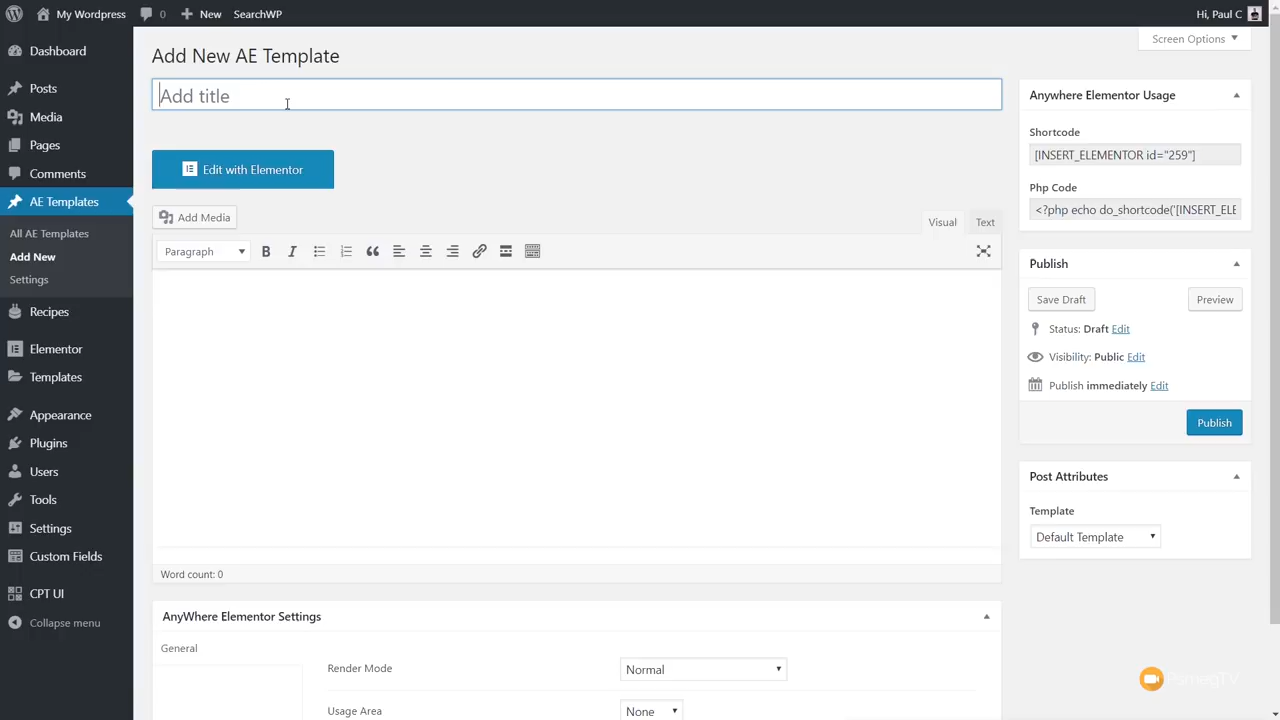 My Wordpress
0
New
SearchWP
Hi, Paul C
Screen Options
Dashboard
Posts
Media
Pages
Comments
AE Templates
All AE Templates
Add New
Settings
Recipes
Elementor
Templates
Appearance
Plugins
Users
Tools
Settings
Custom Fields
CPT UI
Collapse menu
Add New AE Template
Add title
Edit with Elementor
Add Media
Visual
Text
Paragraph
B
I
Word count: 0
AnyWhere Elementor Settings
General
Render Mode
Normal
Usage Area
None
Anywhere Elementor Usage
Shortcode
[INSERT_ELEMENTOR id="259"]
Php Code
<?php echo do_shortcode('[INSERT_ELE
Publish
Save Draft
Preview
Status: Draft Edit
Visibility: Public Edit
Publish immediately Edit
Publish
Post Attributes
Template
Default Template
PsmegTV